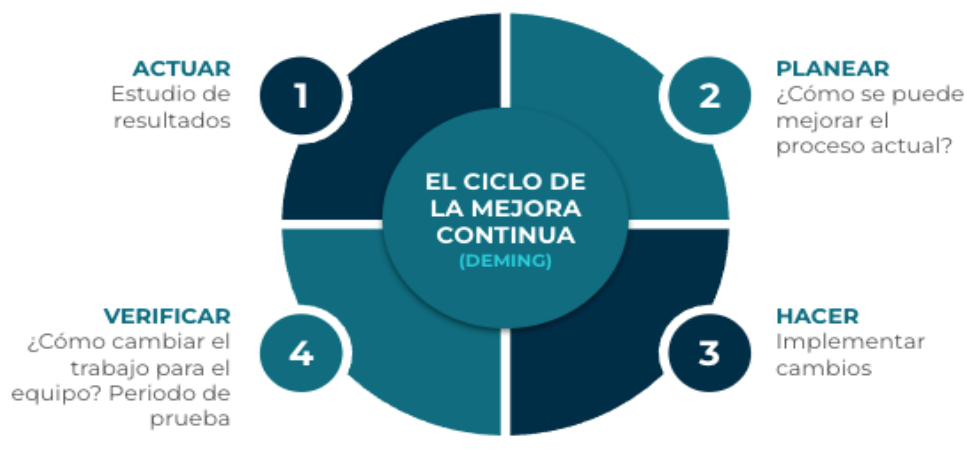 ACTUAR
Estudio de
resultados
1
2
PLANEAR
¿Cómo se puede
mejorar el
proceso actual?
EL CICLO DE
LA MEJORA
CONTINUA
(DEMING)
VERIFICAR
¿Cómo cambiar el
trabajo para el
equipo? Periodo de
prueba
4
3
HACER
Implementar
cambios